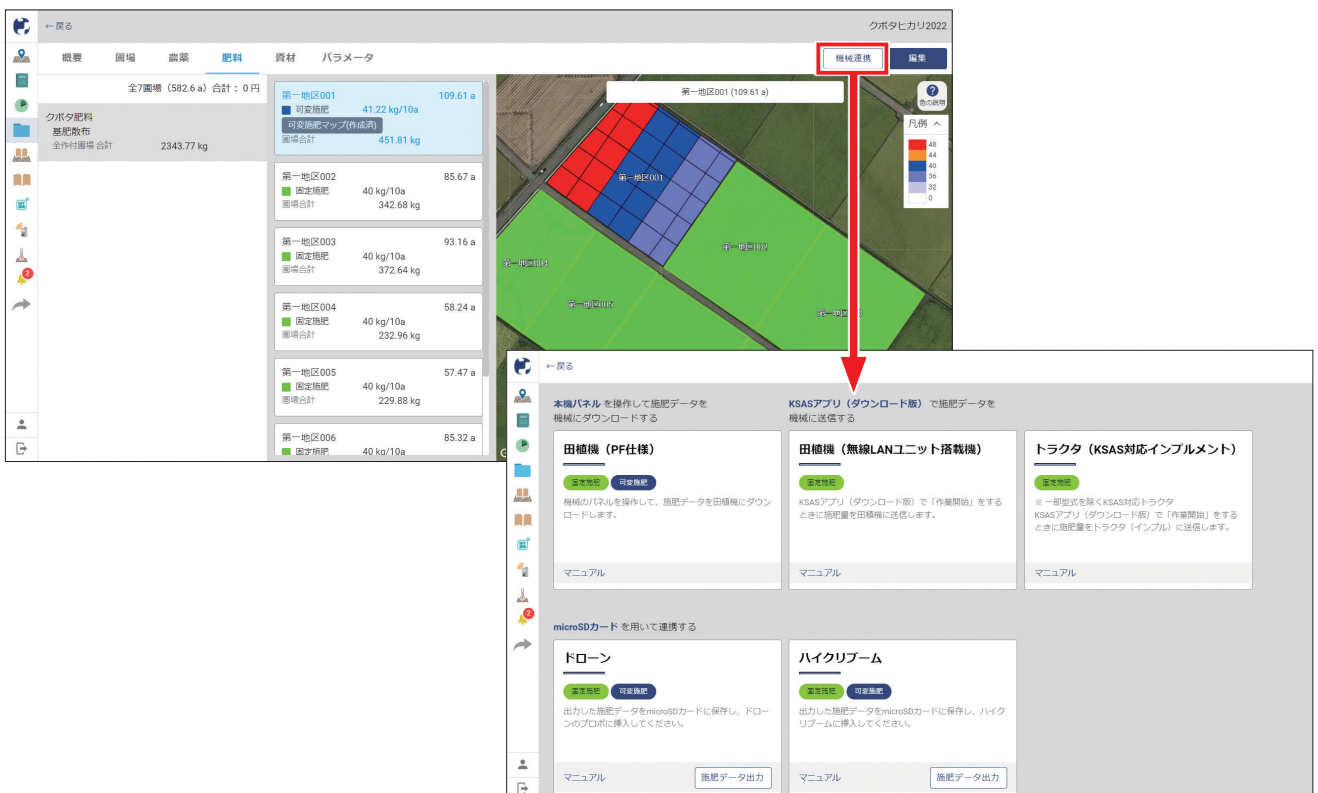 ←戻る
クボタヒカリ2022
概要 圃場 農薬 肥料 資材 パラメータ
機械連携 編集
全7圃場（582.6 a）合計： 0 円
クボタ肥料
基肥散布
全作付圃場 合計 2343.77 kg
第一地区001 109.61 a
可変施肥 41.22 kg/10a
可変施肥マップ(作成済)
圃場合計 451.81 kg
第一地区002 85.67 a
固定施肥 40 kg/10a
圃場合計 342.68 kg
第一地区003 93.16 a
固定施肥 40 kg/10a
圃場合計 372.64 kg
第一地区004 58.24 a
固定施肥 40 kg/10a
圃場合計 232.96 kg
第一地区005 57.47 a
固定施肥 40 kg/10a
圃場合計 229.88 kg
第一地区006 85.32 a
固定施肥 40 kg/10a
第一地区001 (109.61 a)
色の説明
凡例
48
44
40
36
32
0
第一地区001
第一地区002
第一地区004
第一地区005
2
←戻る
本機パネル を操作して施肥データを
機械にダウンロードする
田植機（PF仕様）
固定施肥 可変施肥
機械のパネルを操作して、施肥データを田植機にダウン
ロードします。
マニュアル
KSASアプリ（ダウンロード版） で施肥データを
機械に送信する
田植機（無線LANユニット搭載機）
固定施肥
KSASアプリ（ダウンロード版）で「作業開始」をする
ときに施肥量を田植機に送信します。
マニュアル
トラクタ（KSAS対応インプルメント）
固定施肥
※ 一部型式を除くKSAS対応トラクタ
KSASアプリ（ダウンロード版）で「作業開始」をする
ときに施肥量をトラクタ（インプル）に送信します。
マニュアル
2
microSDカード を用いて連携する
ドローン
固定施肥 可変施肥
出力した施肥データをmicroSDカードに保存し、ドロー
ンのプロポに挿入してください。
マニュアル 施肥データ出力
ハイクリブーム
固定施肥 可変施肥
出力した施肥データをmicroSDカードに保存し、ハイク
リブームに挿入してください。
マニュアル 施肥データ出力